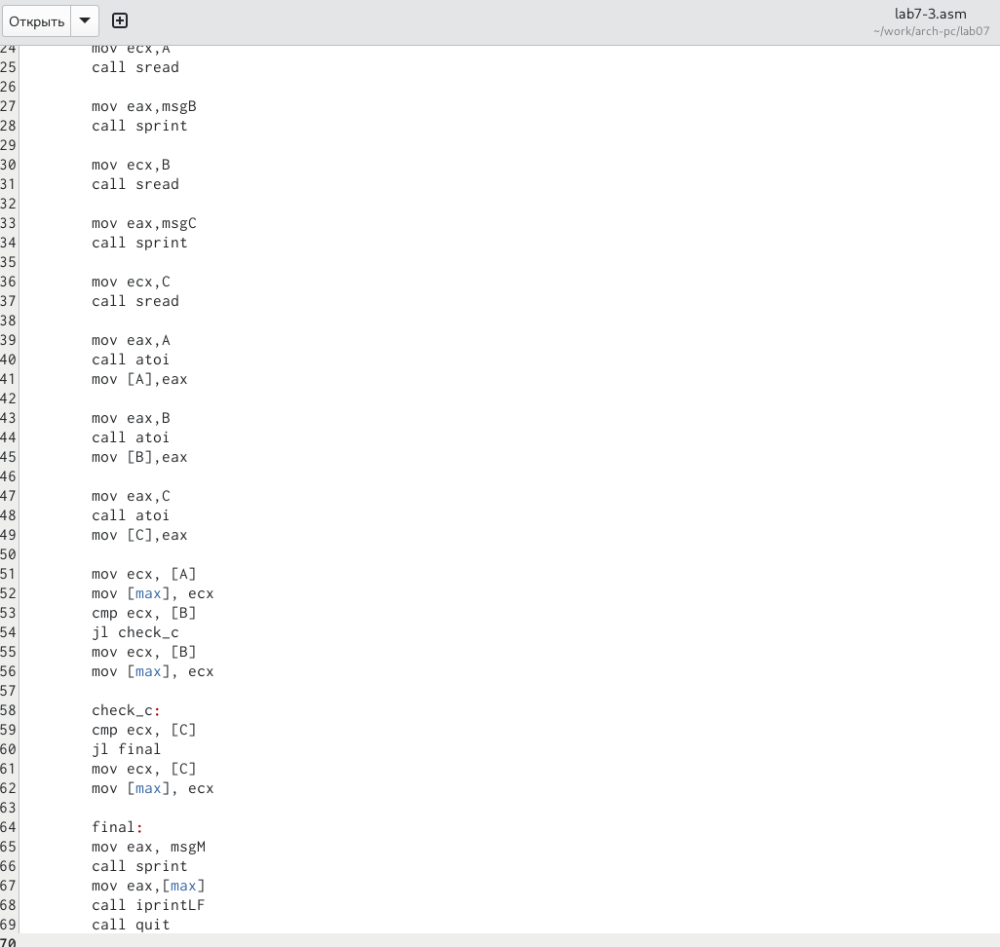 Открыть
lab7-3.asm
~/work/arch-pc/lab07
24 mov ecx,A
25 call sread
26
27 mov eax,msgB
28 call sprint
29
30 mov ecx,B
31 call sread
32
33 mov eax,msgC
34 call sprint
35
36 mov ecx,C
37 call sread
38
39 mov eax,A
40 call atoi
41 mov [A],eax
42
43 mov eax,B
44 call atoi
45 mov [B],eax
46
47 mov eax,C
48 call atoi
49 mov [C],eax
50
51 mov ecx, [A]
52 mov [max], ecx
53 cmp ecx, [B]
54 jl check_c
55 mov ecx, [B]
56 mov [max], ecx
57
58 check_c:
59 cmp ecx, [C]
60 jl final
61 mov ecx, [C]
62 mov [max], ecx
63
64 final:
65 mov eax, msgM
66 call sprint
67 mov eax,[max]
68 call iprintLF
69 call quit
70